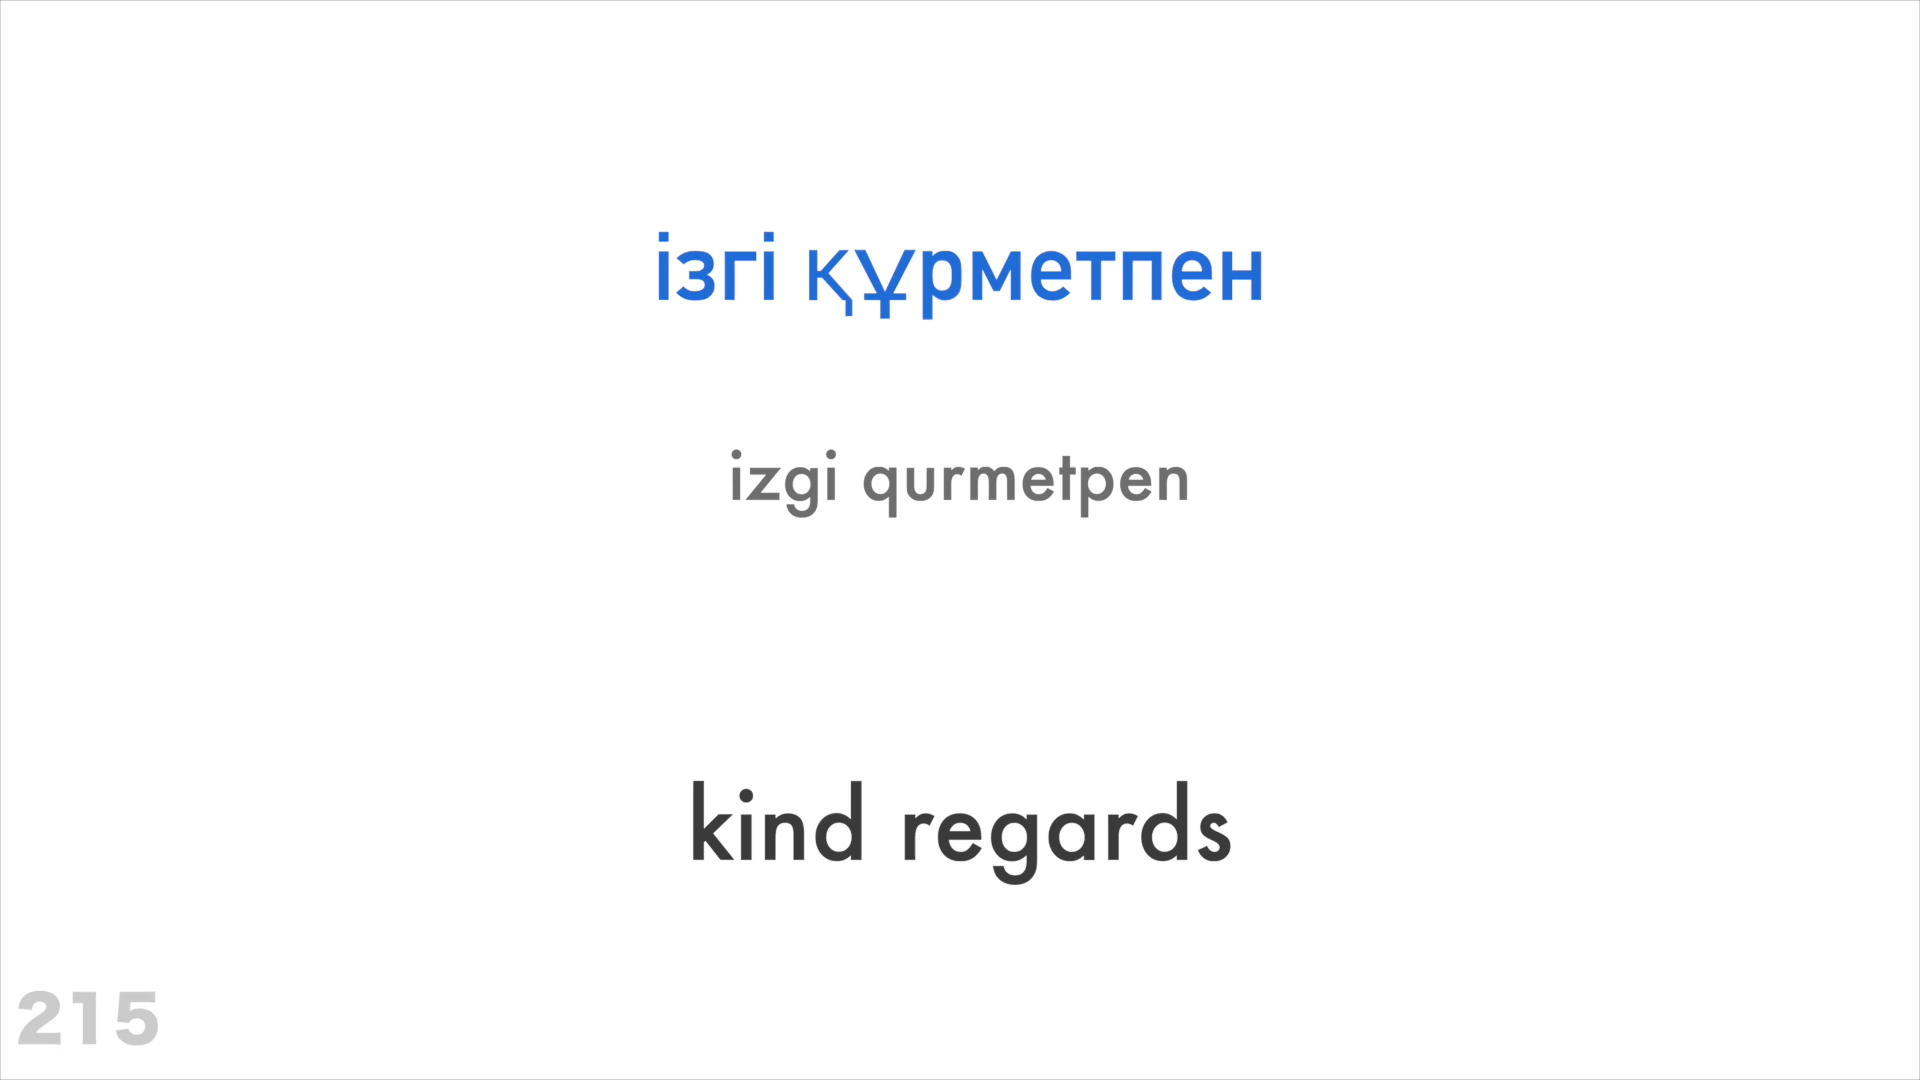 ізгі құрметпен
izgi qurmetpen
kind regards
215